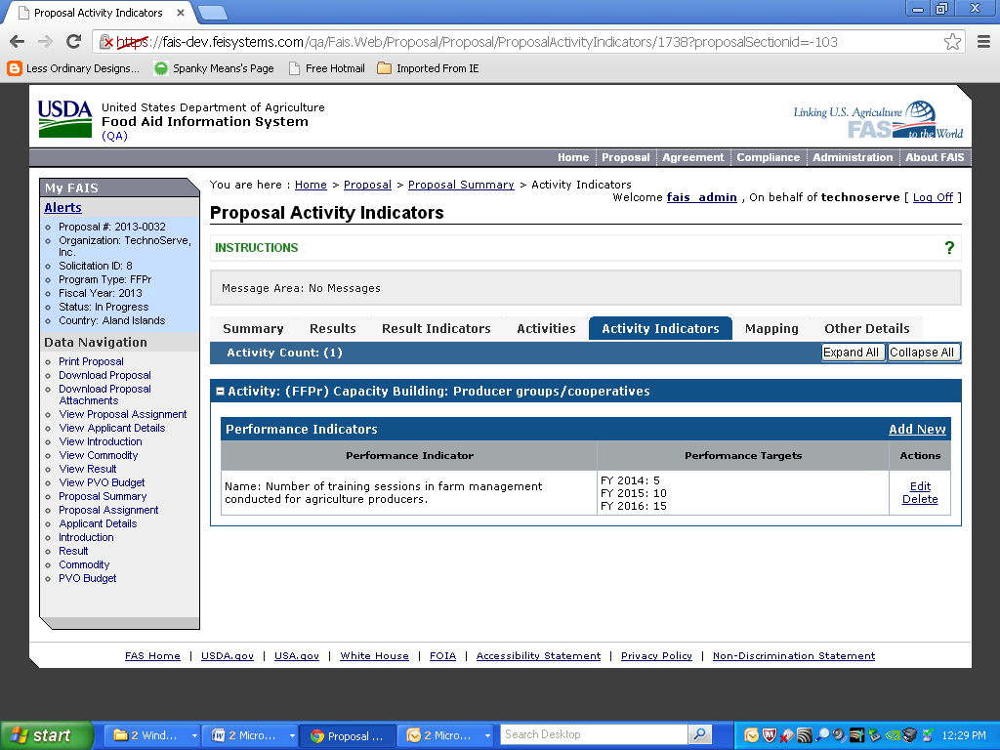 Proposal Activity Indicators
https://fais-dev.feisystems.com/qa/Fais.Web/Proposal/Proposal/ProposalActivityIndicators/1738?proposalSectionid=-103
Less Ordinary Designs... Spanky Means's Page Free Hotmail Imported From IE
USDA
United States Department of Agriculture
Food Aid Information System
(QA)
Linking U.S. Agriculture
FAS to the World
Home Proposal Agreement Compliance Administration About FAIS
My FAIS
Alerts
Proposal #: 2013-0032
Organization: TechnoServe,
Inc.
Solicitation ID: 8
Program Type: FFPr
Fiscal Year: 2013
Status: In Progress
Country: Aland Islands
Data Navigation
Print Proposal
Download Proposal
Download Proposal
Attachments
View Proposal Assignment
View Applicant Details
View Introduction
View Commodity
View Result
View PVO Budget
Proposal Summary
Proposal Assignment
Applicant Details
Introduction
Result
Commodity
PVO Budget
You are here : Home > Proposal > Proposal Summary > Activity Indicators
Welcome fais_admin , On behalf of technoserve [ Log Off ]
Proposal Activity Indicators
INSTRUCTIONS ?
Message Area: No Messages
Summary Results Result Indicators Activities Activity Indicators Mapping Other Details
Activity Count: (1) Expand All Collapse All
Activity: (FFPr) Capacity Building: Producer groups/cooperatives
Performance Indicators Add New
Performance Indicator Performance Targets Actions
Name: Number of training sessions in farm management
conducted for agriculture producers.
FY 2014: 5
FY 2015: 10
FY 2016: 15
Edit
Delete
FAS Home | USDA.gov | USA.gov | White House | FOIA | Accessibility Statement | Privacy Policy | Non-Discrimination Statement
start 2 Wind... 2 Micro... Proposal ... 2 Micro... Search Desktop 12:29 PM